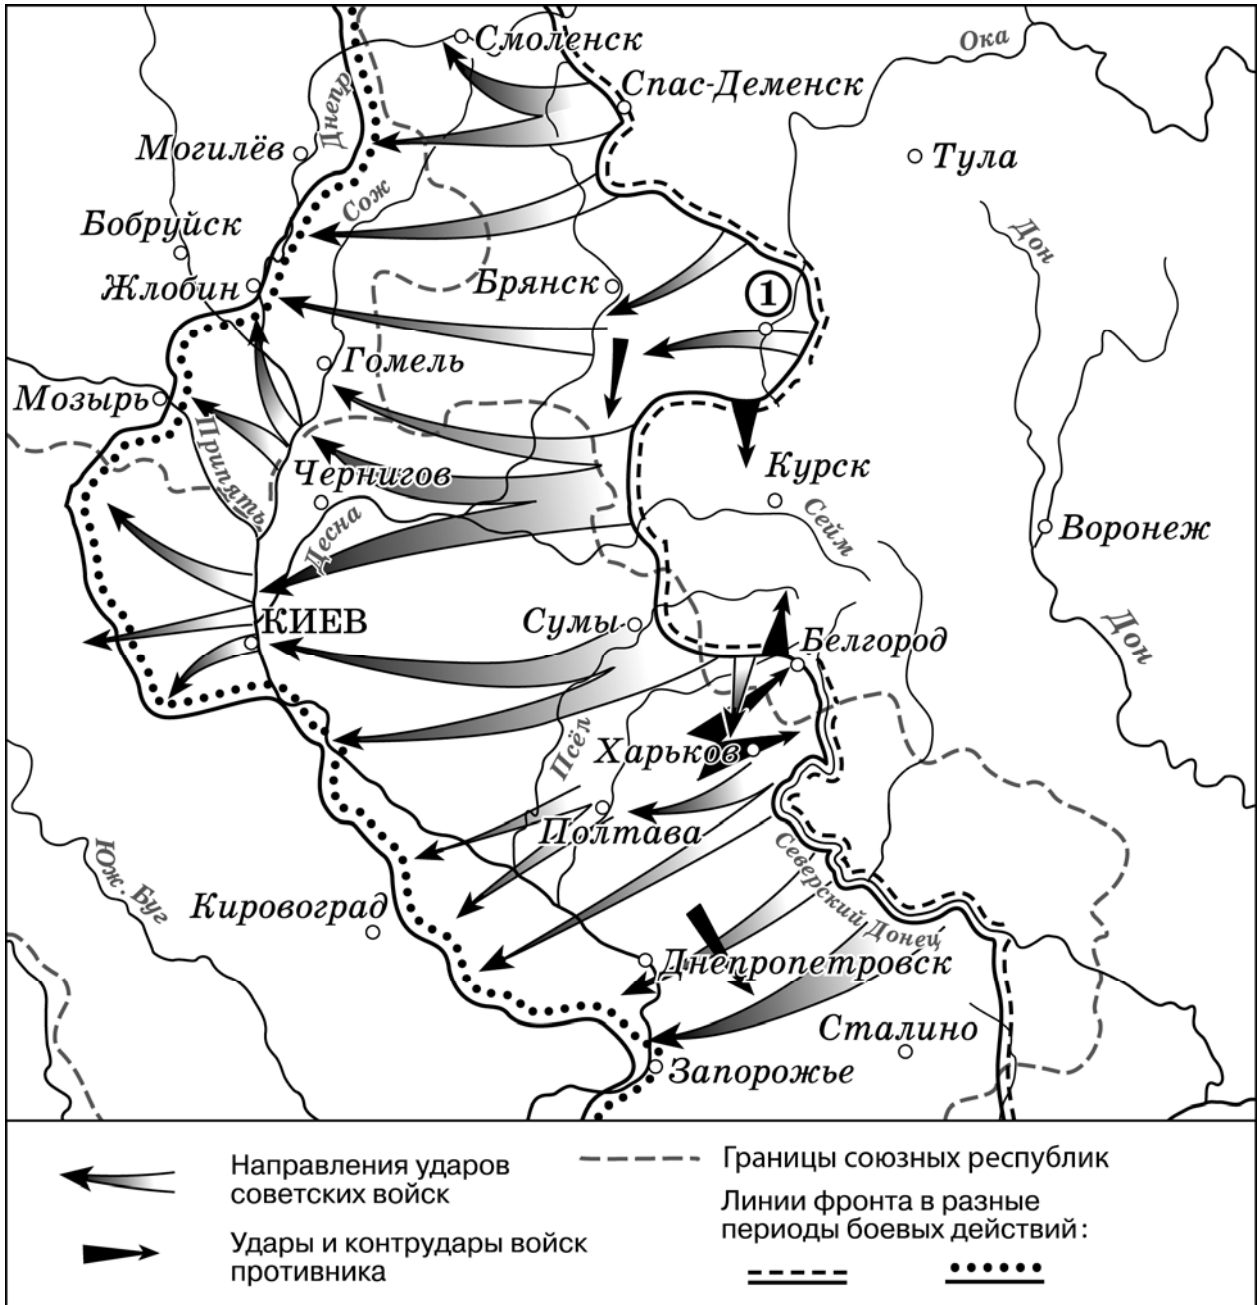 Смоленск
Ока
Спас-Деменск
Днепр
Могилёв
Тула
Сож
Бобруйск
Дон
Жлобин
Брянск
1
Гомель
Мозырь
Припять
Чернигов
Курск
Сейм
Десна
Воронеж
КИЕВ
Сумы
Белгород
Дон
Псёл
Харьков
Полтава
Юж. Буг
Северский Донец
Кировоград
Днепропетровск
Сталино
Запорожье
Направления ударов
советских войск
Удары и контрудары войск
противника
Границы союзных республик
Линии фронта в разные
периоды боевых действий: